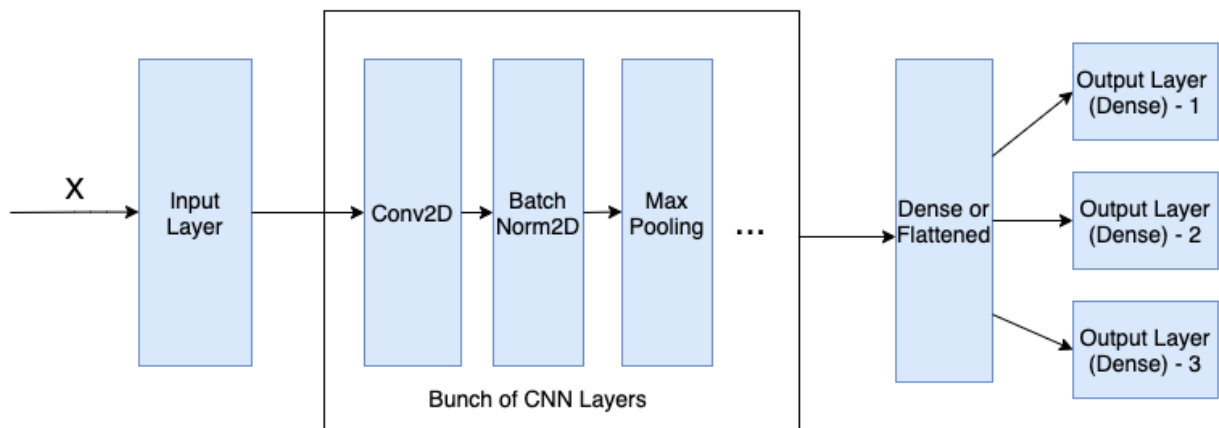 X
Input
Layer
Conv2D
Batch
Norm2D
Max
Pooling
...
Bunch of CNN Layers
Dense or
Flattened
Output Layer
(Dense) - 1
Output Layer
(Dense) - 2
Output Layer
(Dense) - 3